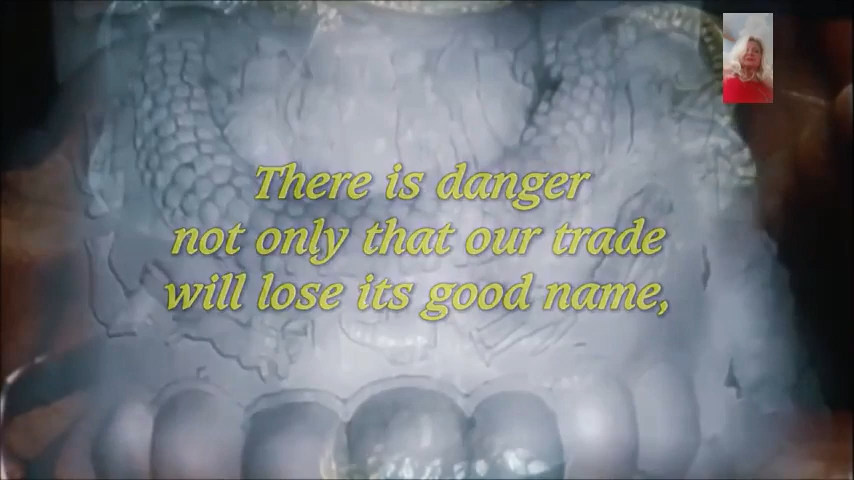 There is danger
not only that our trade
will lose its good name,